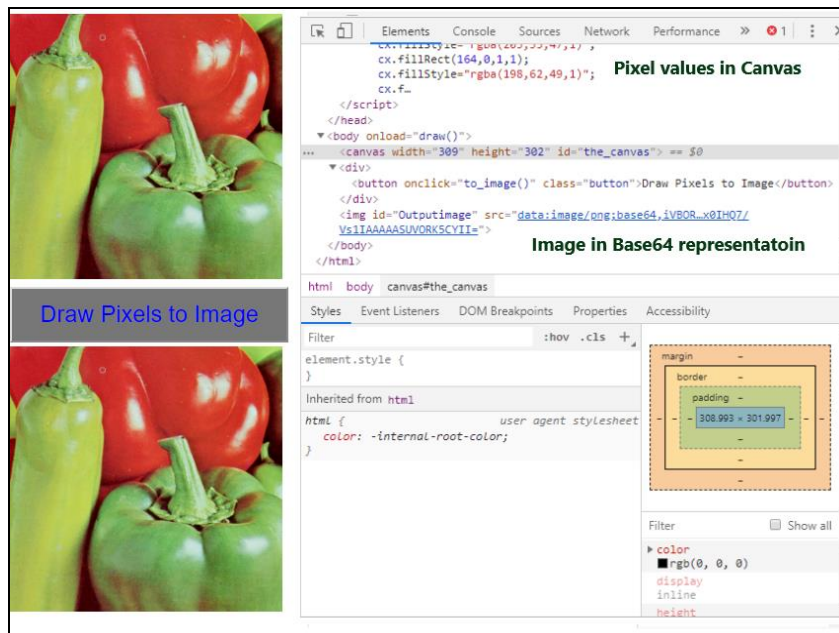 Draw Pixels to Image
Elements Console Sources Network Performance » 1
cx.fillRect(164,0,1,1);
cx.fillStyle="rgba(198,62,49,1)";
cx.f…
Pixel values in Canvas
</script>
</head>
▼<body onload="draw()">
… <canvas width="309" height="302" id="the_canvas"> == $0
▼<div>
<button onclick="to_image()" class="button">Draw Pixels to Image</button>
</div>
<img id="Outputimage" src="data:image/png;base64,iVBOR…x0IHQ7/
Vs1IAAAAASUVORK5CYII=">
Image in Base64 representatoin
</body>
</html>
html body canvas#the_canvas
Styles Event Listeners DOM Breakpoints Properties Accessibility
Filter :hov .cls +
element.style {
}
Inherited from html
html { user agent stylesheet
color: -internal-root-color;
}
margin –
border –
padding –
– – – 308.993 × 301.997 – – –
–
–
–
Filter Show all
color
rgb(0, 0, 0)
display
inline
height